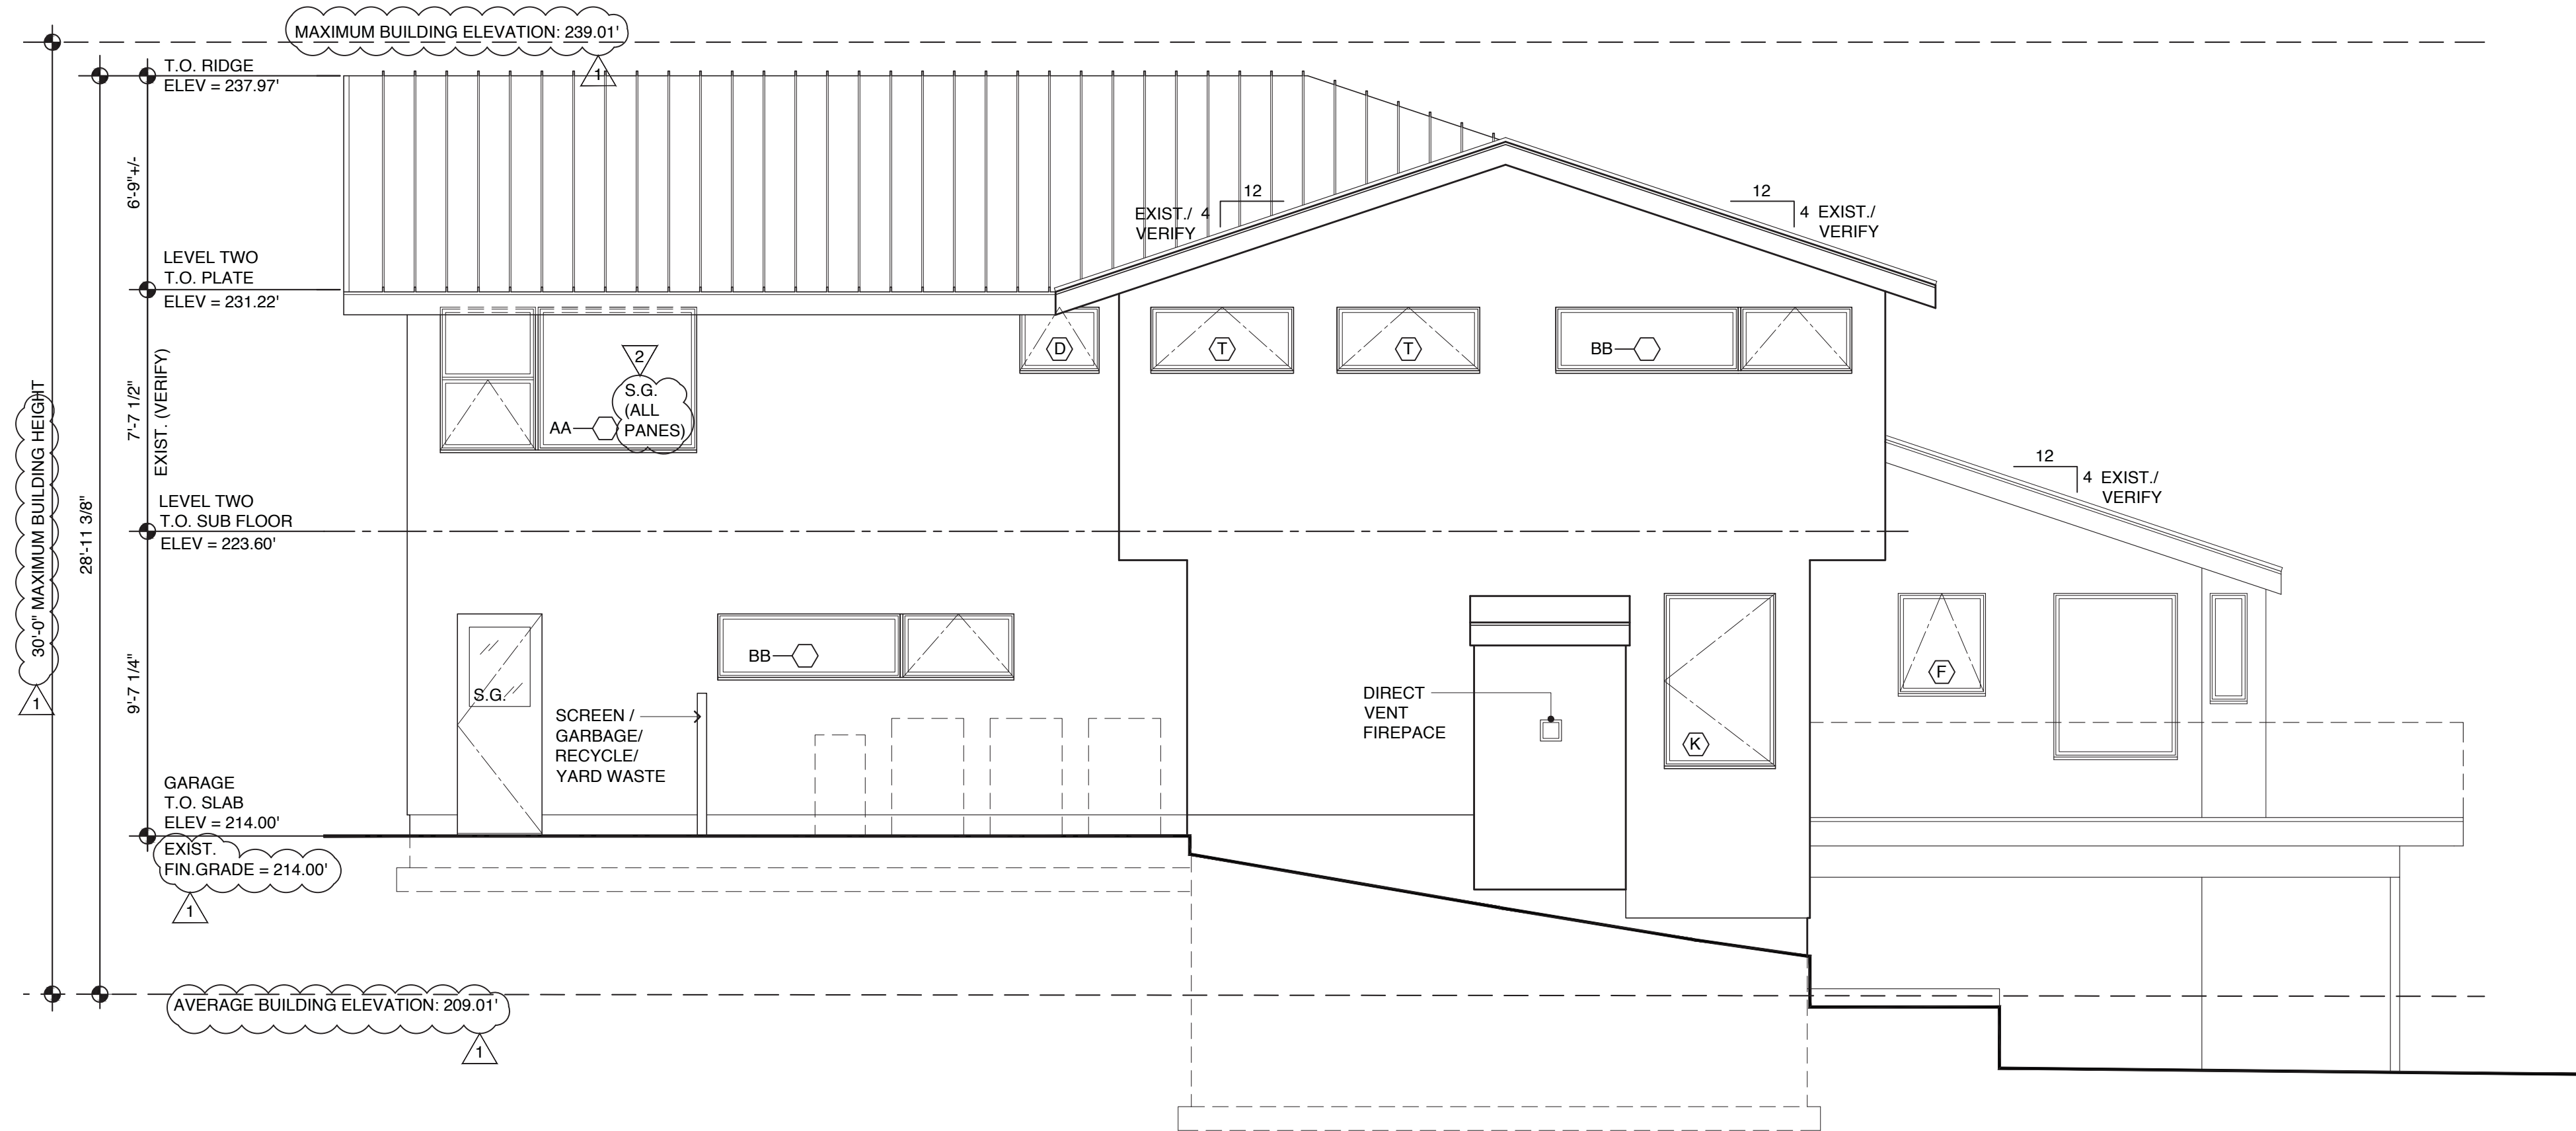 MAXIMUM BUILDING ELEVATION: 239.01'
1
T.O. RIDGE
ELEV = 237.97'
6'-9"+/-
12
EXIST./ 4
VERIFY
12
4 EXIST./
VERIFY
LEVEL TWO
T.O. PLATE
ELEV = 231.22'
7'-7 1/2"
EXIST. (VERIFY)
2
S.G.
(ALL
PANES)
AA
D
T
T
BB
30'-0" MAXIMUM BUILDING HEIGHT
1
28'-11 3/8"
12
4 EXIST./
VERIFY
LEVEL TWO
T.O. SUB FLOOR
ELEV = 223.60'
9'-7 1/4"
S.G.
BB
SCREEN /
GARBAGE/
RECYCLE/
YARD WASTE
DIRECT
VENT
FIREPACE
K
F
GARAGE
T.O. SLAB
ELEV = 214.00'
EXIST.
FIN.GRADE = 214.00'
1
AVERAGE BUILDING ELEVATION: 209.01'
1